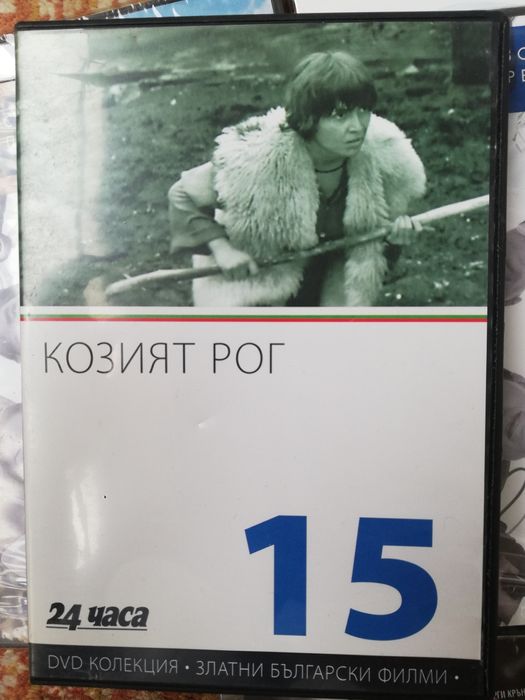 КОЗИЯТ РОГ
15
24 часа
DVD КОЛЕКЦИЯ • ЗЛАТНИ БЪЛГАРСКИ ФИЛМИ •